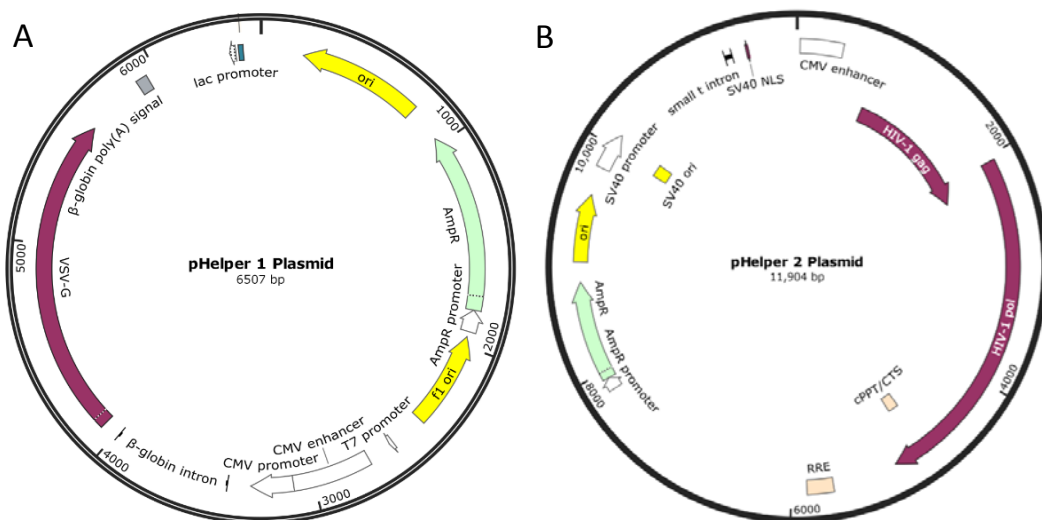 A
6000
lac promoter
ori
1000
β-globin poly(A) signal
AmpR
5000
VSV-G
pHelper 1 Plasmid
6507 bp
AmpR promoter
2000
f1 ori
T7 promoter
CMV enhancer
CMV promoter
β-globin intron
4000
3000
B
small t intron
SV40 NLS
CMV enhancer
2000
10,000
SV40 promoter
SV40 ori
HIV-1 gag
ori
pHelper 2 Plasmid
11,904 bp
HIV-1 pol
AmpR
AmpR promoter
8000
cPPT/CTS
4000
RRE
6000